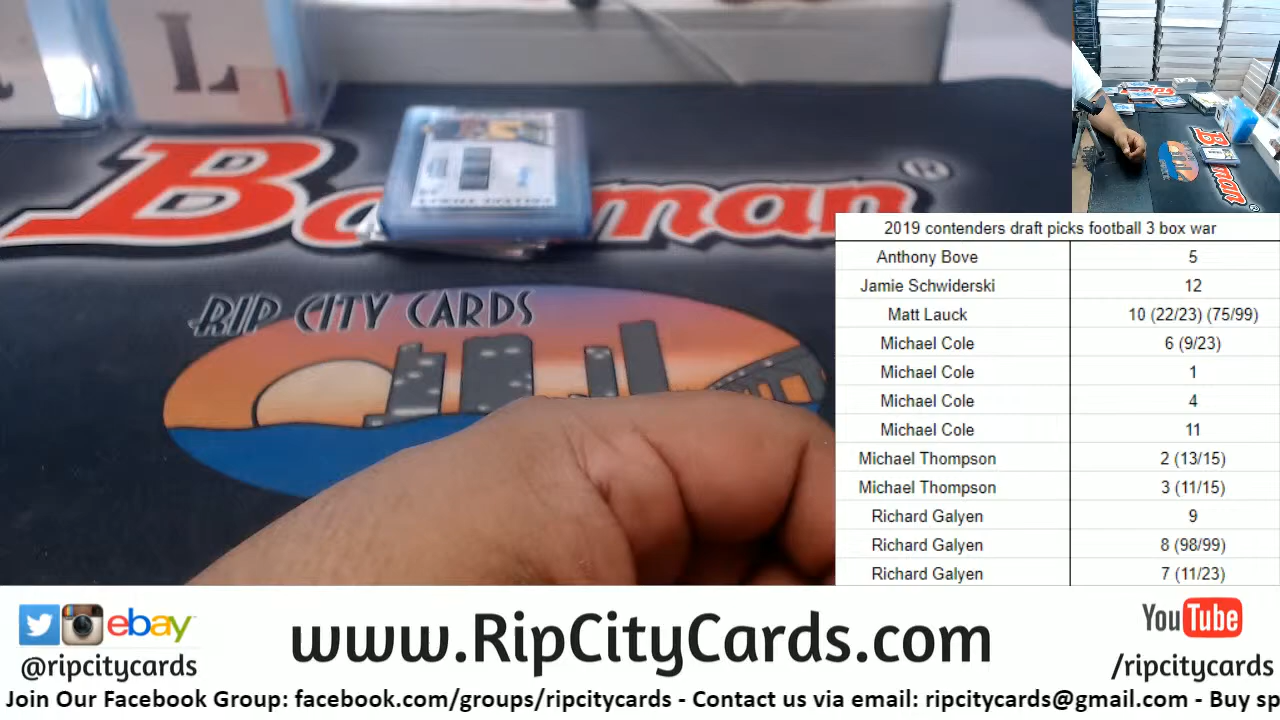 L
Bowman
®
RIP CITY CARDS
2019 contenders draft picks football 3 box war
Anthony Bove 5
Jamie Schwiderski 12
Matt Lauck 10 (22/23) (75/99)
Michael Cole 6 (9/23)
Michael Cole 1
Michael Cole 4
Michael Cole 11
Michael Thompson 2 (13/15)
Michael Thompson 3 (11/15)
Richard Galyen 9
Richard Galyen 8 (98/99)
Richard Galyen 7 (11/23)
ebay
@ripcitycards
www.RipCityCards.com
YouTube
/ripcitycards
Join Our Facebook Group: facebook.com/groups/ripcitycards - Contact us via email: ripcitycards@gmail.com - Buy sp